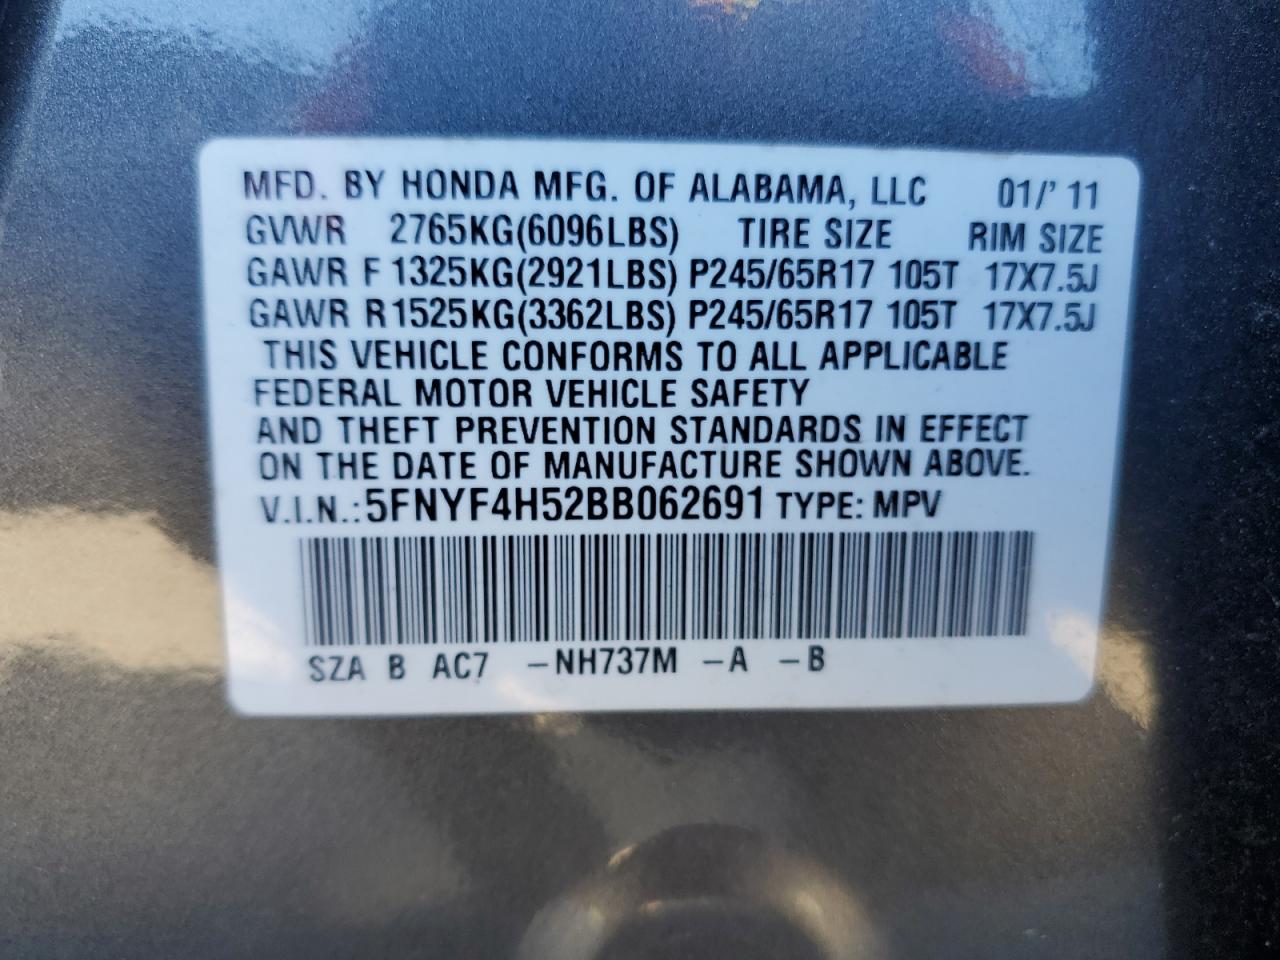 MFD. BY HONDA MFG. OF ALABAMA, LLC 01/' 11
GVWR 2765KG(6096LBS) TIRE SIZE RIM SIZE
GAWR F 1325KG(2921LBS) P245/65R17 105T 17X7.5J
GAWR R 1525KG(3362LBS) P245/65R17 105T 17X7.5J
THIS VEHICLE CONFORMS TO ALL APPLICABLE
FEDERAL MOTOR VEHICLE SAFETY
AND THEFT PREVENTION STANDARDS IN EFFECT
ON THE DATE OF MANUFACTURE SHOWN ABOVE.
V.I.N.: 5FNYF4H52BB062691 TYPE: MPV
SZA B AC7 -NH737M -A -B